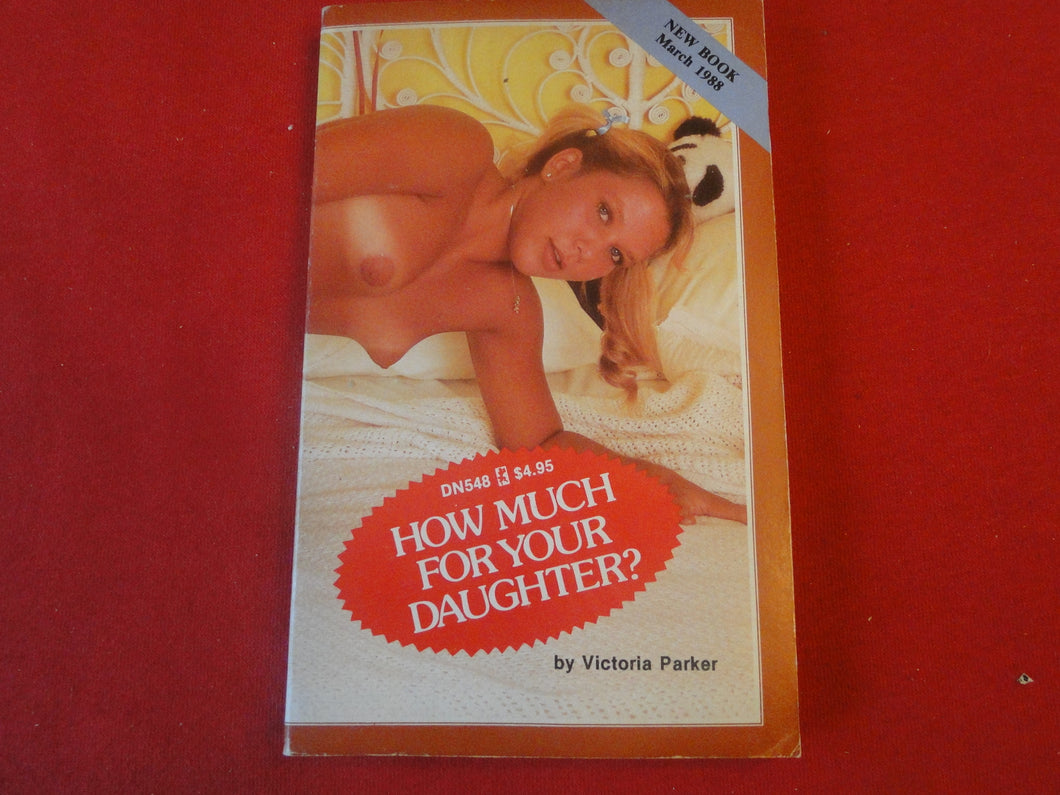 NEW BOOK
March 1988
DN548 $4.95
HOW MUCH
FOR YOUR
DAUGHTER?
by Victoria Parker